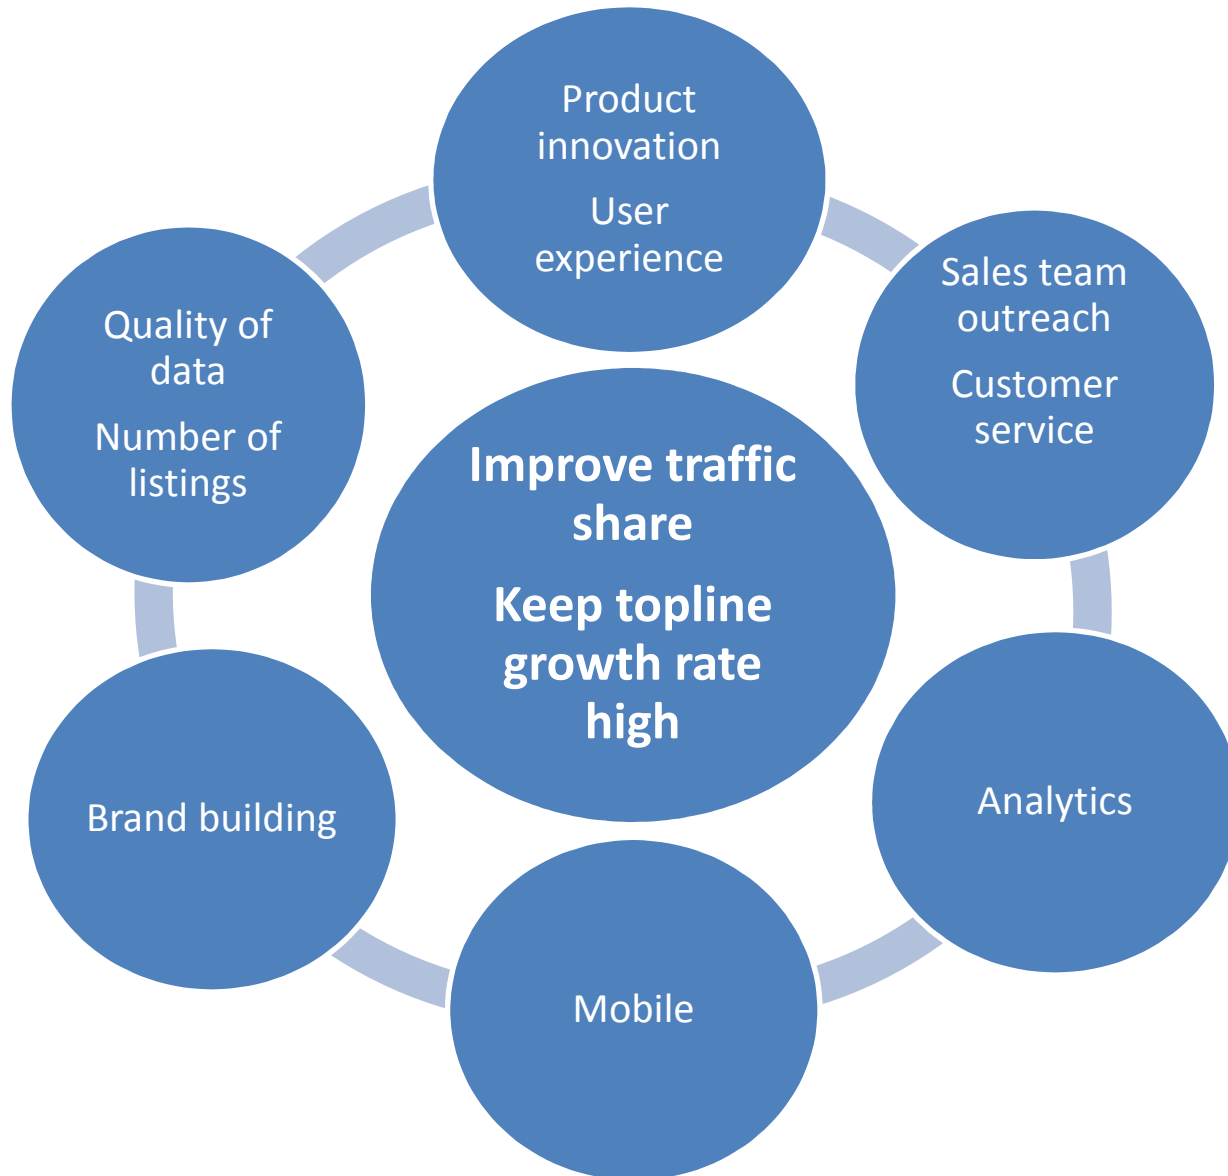 Product
innovation
User
experience
Sales team
outreach
Customer
service
Quality of
data
Number of
listings
Improve traffic
share
Keep topline
growth rate
high
Analytics
Brand building
Mobile